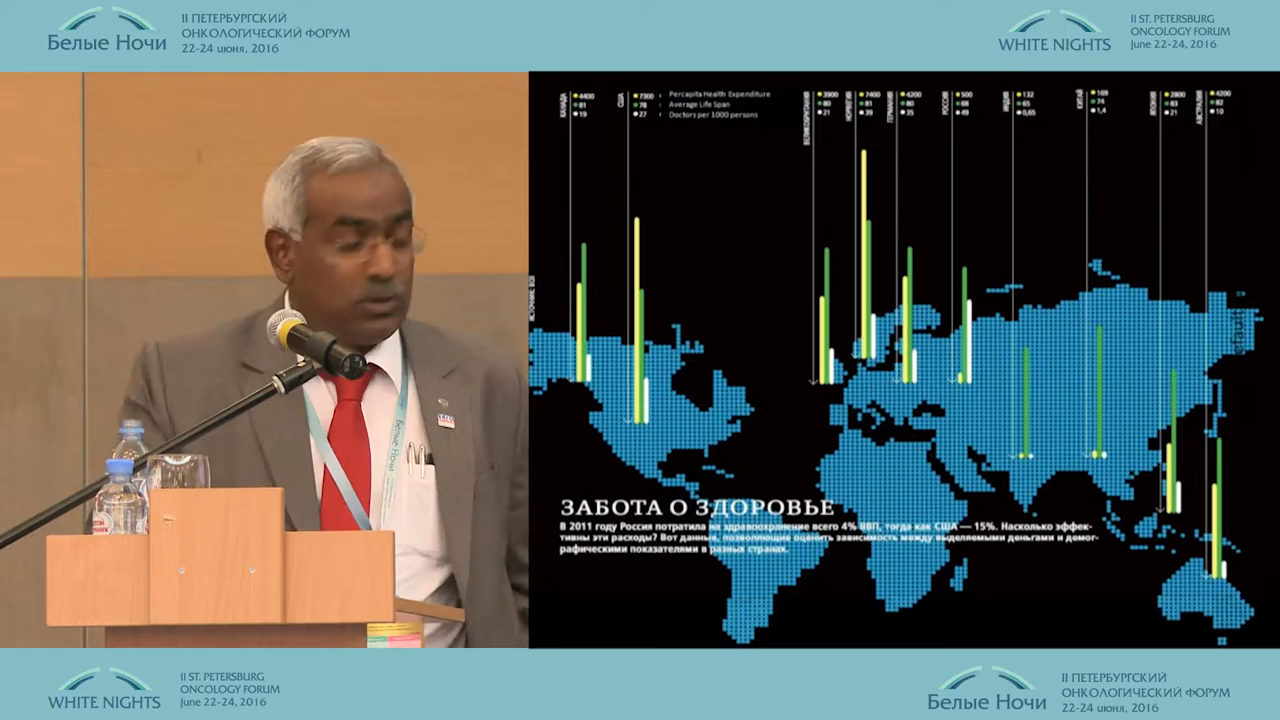 Белые Ночи
II ПЕТЕРБУРГСКИЙ
ОНКОЛОГИЧЕСКИЙ ФОРУМ
22-24 июня, 2016
WHITE NIGHTS
II ST. PETERSBURG
ONCOLOGY FORUM
June 22-24, 2016
КАНАДА
4400
81
19
США
7300
78
27
Percapita Health Expenditure
Average Life Span
Doctors per 1000 persons
ВЕЛИКОБРИТАНИЯ
3900
80
21
НОРВЕГИЯ
7400
81
39
ГЕРМАНИЯ
4200
80
35
РОССИЯ
500
68
49
ИНДИЯ
132
65
0,65
КИТАЙ
169
74
1,4
ЯПОНИЯ
2800
83
21
АВСТРАЛИЯ
4200
82
10
ЗАБОТА О ЗДОРОВЬЕ
В 2011 году Россия потратила на здравоохранение всего 4% ВВП, тогда как США — 15%. Насколько эффек-
тивны эти расходы? Вот данные, позволяющие оценить зависимость между выделяемыми деньгами и демог-
рафическими показателями в разных странах.
Белые Ночи
WHITE NIGHTS
II ST. PETERSBURG
ONCOLOGY FORUM
June 22-24, 2016
Белые Ночи
II ПЕТЕРБУРГСКИЙ
ОНКОЛОГИЧЕСКИЙ ФОРУМ
22-24 июня, 2016